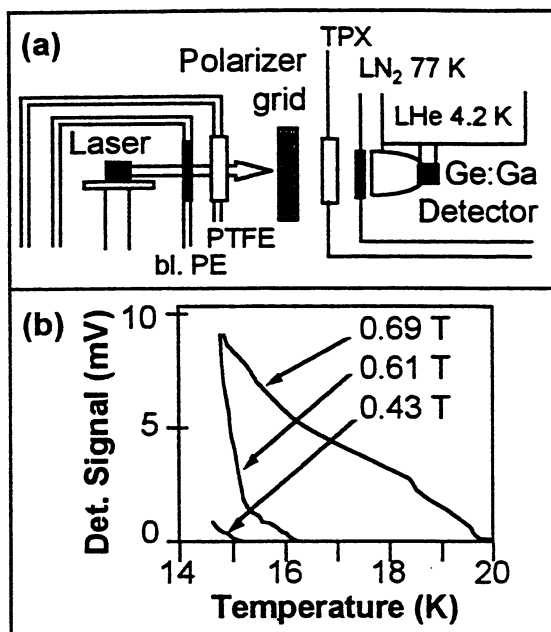 (a)
Polarizer
grid
TPX
LN₂ 77 K
LHe 4.2 K
Laser
Ge:Ga
Detector
PTFE
bl. PE
(b)
Det. Signal (mV)
10
5
0
0.69 T
0.61 T
0.43 T
14 16 18 20
Temperature (K)